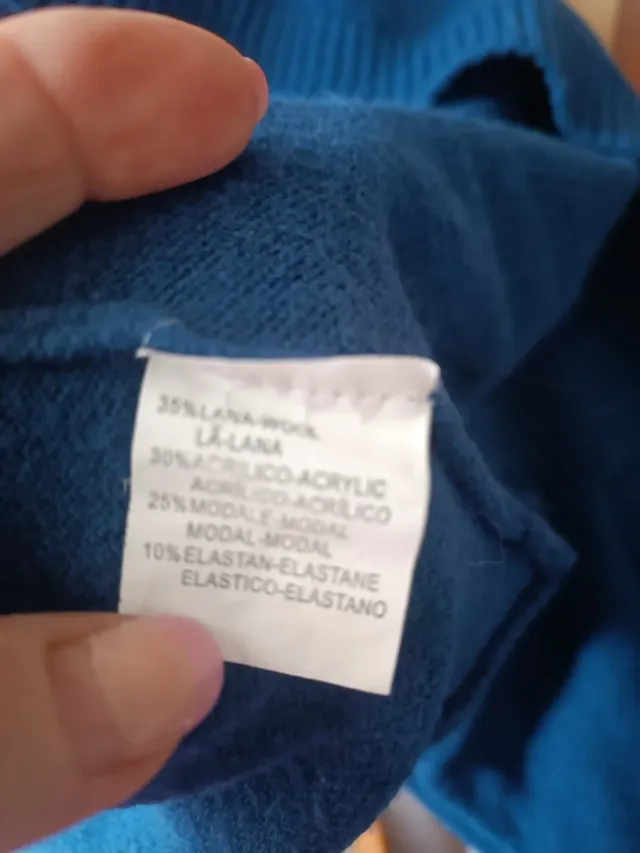 35%LANA-WOOL
LÃ-LANA
30%ACRILICO-ACRYLIC
ACRÍLICO-ACRÍLICO
25%MODALE-MODAL
MODAL-MODAL
10%ELASTAN-ELASTANE
ELASTICO-ELASTANO